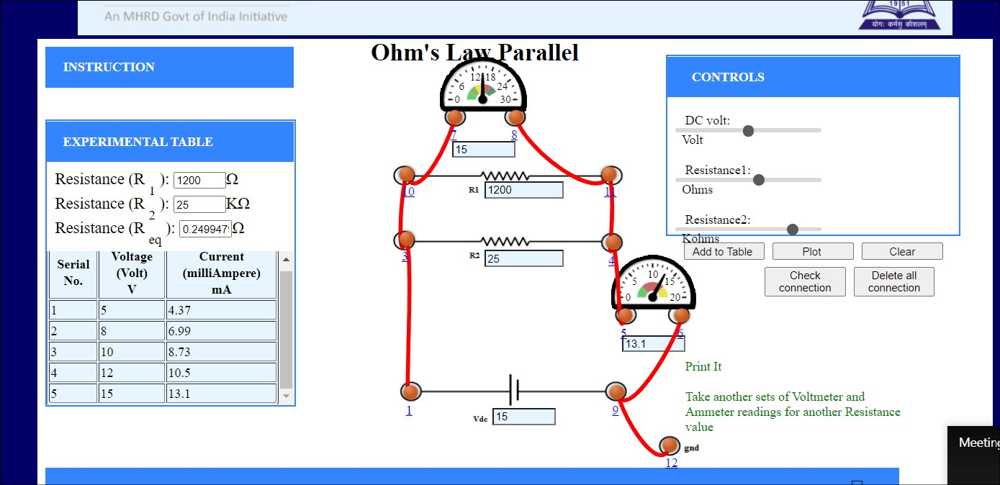 An MHRD Govt of India Initiative
1951
योगः कर्मसु कौशलम्
Ohm's Law Parallel
INSTRUCTION
EXPERIMENTAL TABLE
Resistance (R 1 ): 1200 Ω
Resistance (R 2 ): 25 KΩ
Resistance (R eq ): 0.249947 Ω
Serial No. Voltage (Volt) V Current (milliAmpere) mA
1 5 4.37
2 8 6.99
3 10 8.73
4 12 10.5
5 15 13.1
0 6 12 18 24 30
7 8
15
10 11
R1 1200
3 4
R2 25
0 5 10 15 20
5 6
13.1
1 9
Vdc 15
gnd
12
CONTROLS
DC volt:
Volt
Resistance1:
Ohms
Resistance2:
Kohms
Add to Table Plot Clear
Check connection Delete all connection
Print It
Take another sets of Voltmeter and
Ammeter readings for another Resistance
value